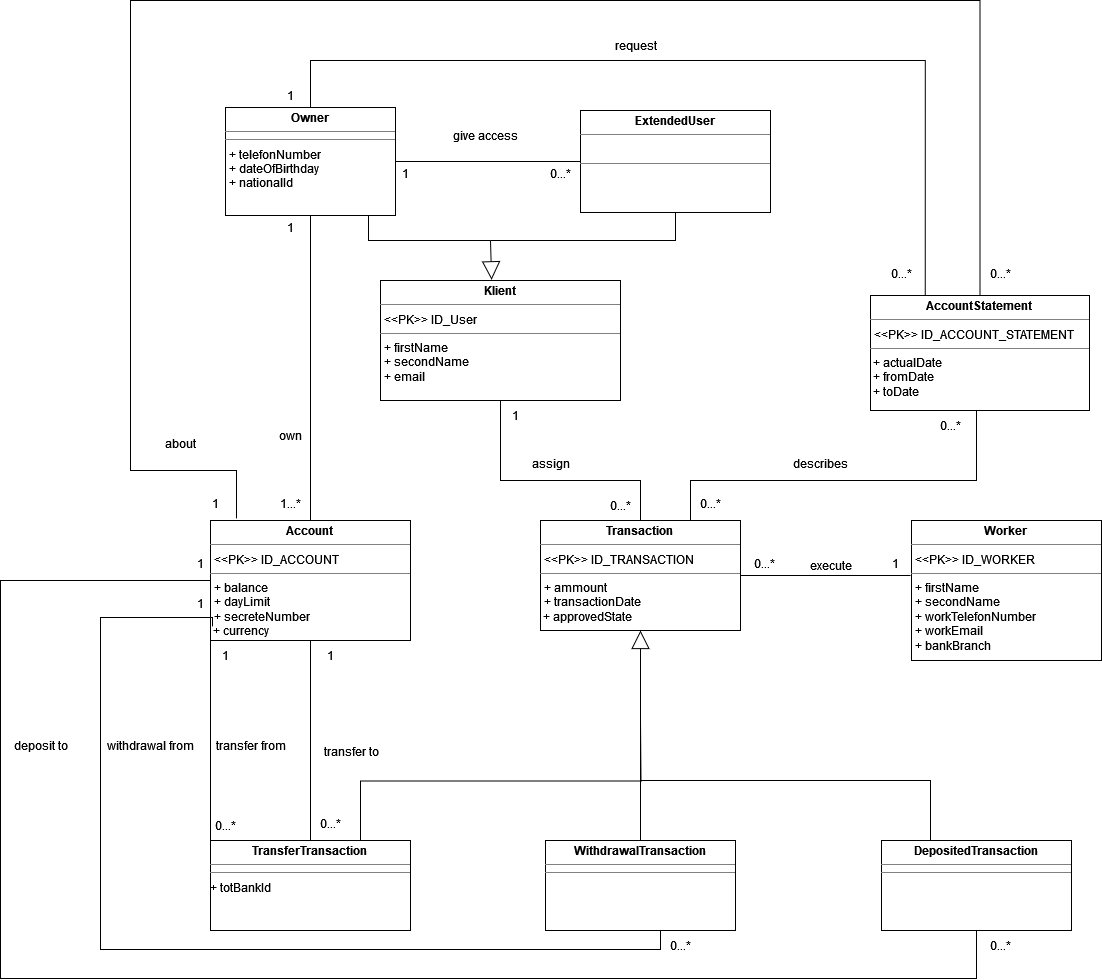 request
1
Owner
+ telefonNumber
+ dateOfBirthday
+ nationalId
give access
1
0...*
ExtendedUser
1
Klient
<<PK>> ID_User
+ firstName
+ secondName
+ email
0...*
0...*
AccountStatement
<<PK>> ID_ACCOUNT_STATEMENT
+ actualDate
+ fromDate
+ toDate
1
0...*
about
own
assign
describes
1
1...*
0...*
0...*
Account
<<PK>> ID_ACCOUNT
+ balance
+ dayLimit
+ secreteNumber
+ currency
1
1
Transaction
<<PK>> ID_TRANSACTION
+ ammount
+ transactionDate
+ approvedState
0...*
execute
1
Worker
<<PK>> ID_WORKER
+ firstName
+ secondName
+ workTelefonNumber
+ workEmail
+ bankBranch
1
1
deposit to
withdrawal from
transfer from
transfer to
0...*
0...*
TransferTransaction
+ totBankId
WithdrawalTransaction
DepositedTransaction
0...*
0...*